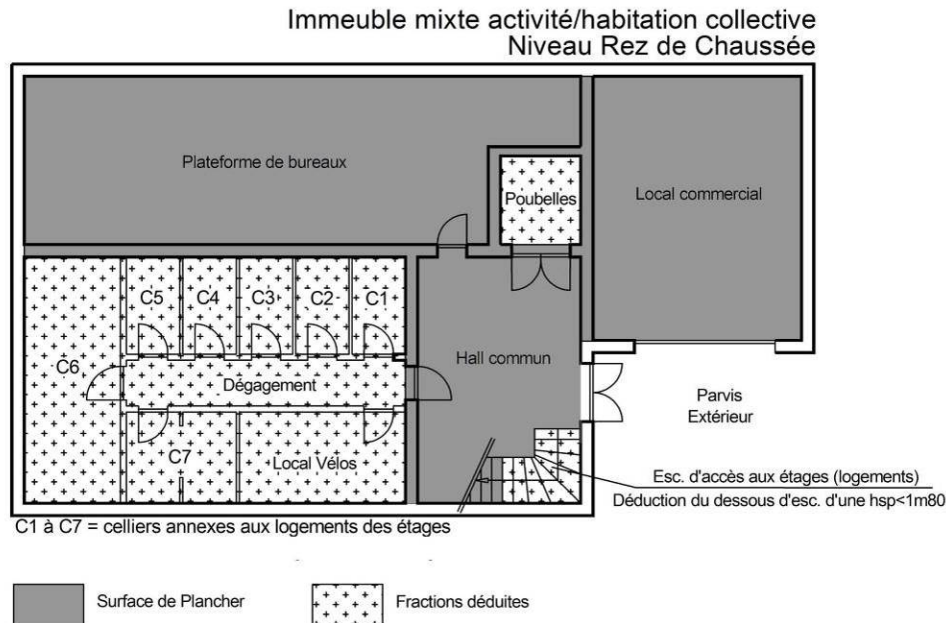 Immeuble mixte activité/habitation collective
Niveau Rez de Chaussée
Plateforme de bureaux
Poubelles
Local commercial
C5
C4
C3
C2
C1
C6
Hall commun
Dégagement
Parvis
Extérieur
C7
Local Vélos
Esc. d'accès aux étages (logements)
Déduction du dessous d'esc. d'une hsp<1m80
C1 à C7 = celliers annexes aux logements des étages
Surface de Plancher
Fractions déduites